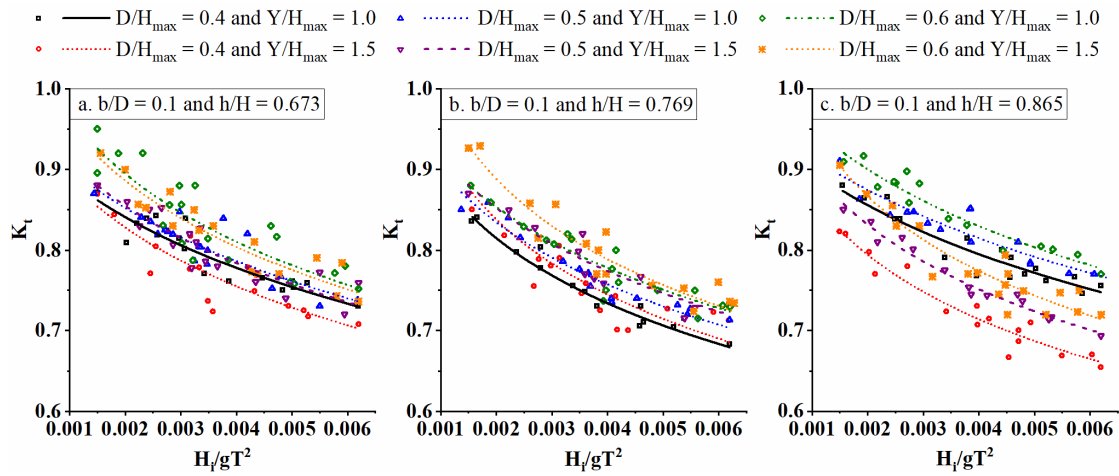 D/Hmax = 0.4 and Y/Hmax = 1.0 D/Hmax = 0.5 and Y/Hmax = 1.0 D/Hmax = 0.6 and Y/Hmax = 1.0
D/Hmax = 0.4 and Y/Hmax = 1.5 D/Hmax = 0.5 and Y/Hmax = 1.5 D/Hmax = 0.6 and Y/Hmax = 1.5
a. b/D = 0.1 and h/H = 0.673
Kt
1.0
0.9
0.8
0.7
0.6
0.001 0.002 0.003 0.004 0.005 0.006
Hi/gT²
b. b/D = 0.1 and h/H = 0.769
Kt
1.0
0.9
0.8
0.7
0.6
0.001 0.002 0.003 0.004 0.005 0.006
Hi/gT²
c. b/D = 0.1 and h/H = 0.865
Kt
1.0
0.9
0.8
0.7
0.6
0.001 0.002 0.003 0.004 0.005 0.006
Hi/gT²